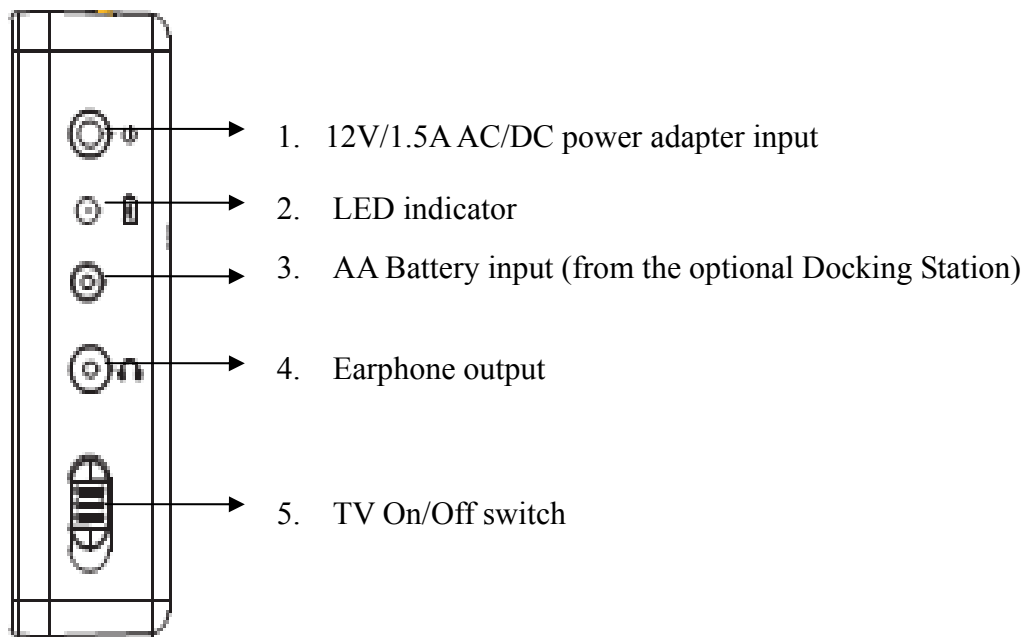 1. 12V/1.5A AC/DC power adapter input
2. LED indicator
3. AA Battery input (from the optional Docking Station)
4. Earphone output
5. TV On/Off switch